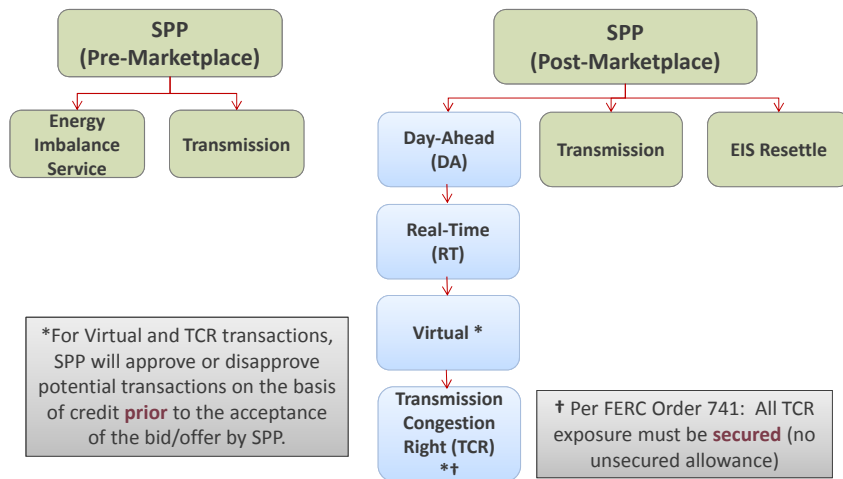 SPP
(Pre-Marketplace)
Energy
Imbalance
Service
Transmission
SPP
(Post-Marketplace)
Day-Ahead
(DA)
Transmission
EIS Resettle
Real-Time
(RT)
Virtual *
Transmission
Congestion
Right (TCR)
*†
*For Virtual and TCR transactions,
SPP will approve or disapprove
potential transactions on the basis
of credit prior to the acceptance
of the bid/offer by SPP.
† Per FERC Order 741: All TCR
exposure must be secured (no
unsecured allowance)